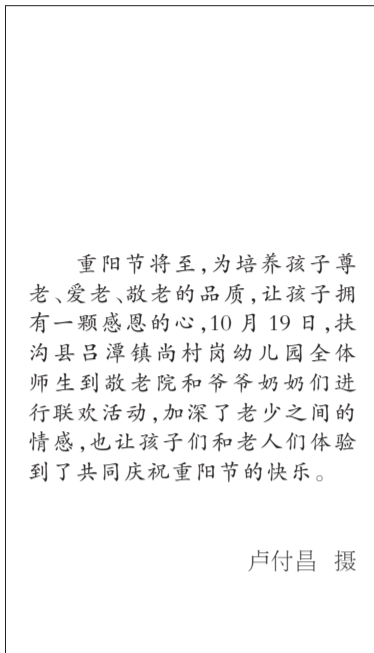 重阳节将至,为培养孩子尊
老、爱老、敬老的品质,让孩子拥
有一颗感恩的心,10月19日,扶
沟县吕潭镇尚村岗幼儿园全体
师生到敬老院和爷爷奶奶们进
行联欢活动,加深了老少之间的
情感,也让孩子们和老人们体验
到了共同庆祝重阳节的快乐。
卢付昌 摄